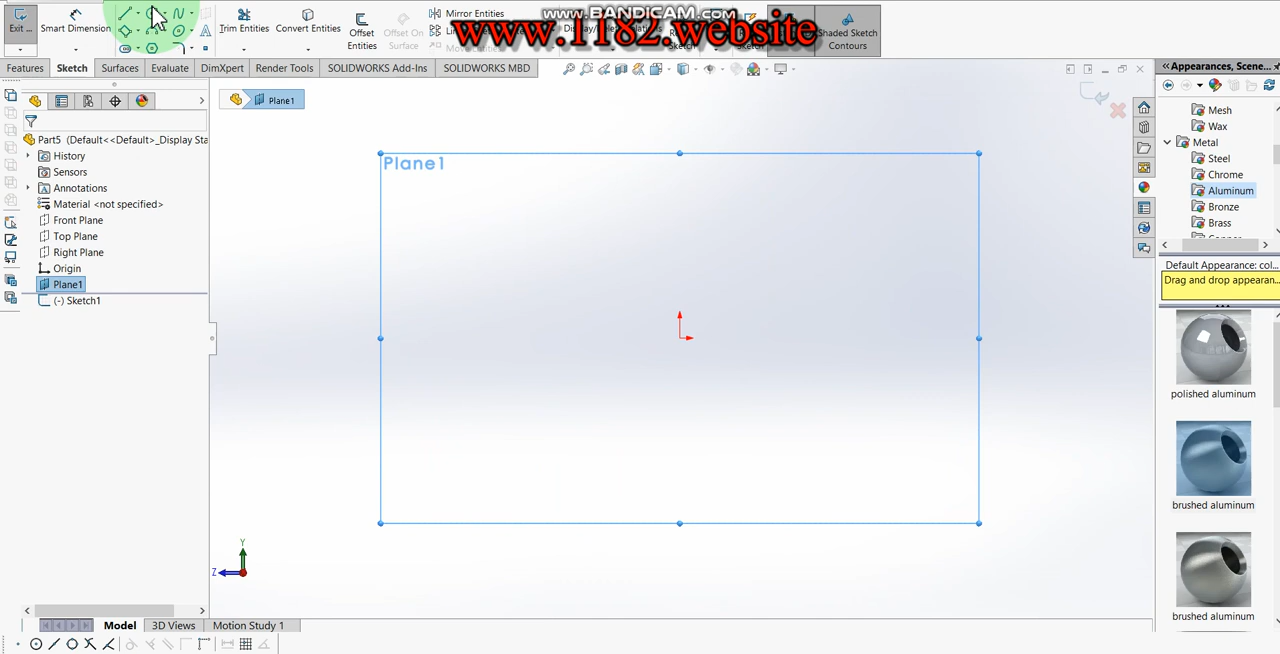 www.BANDICAM.com
www.1182.website
Exit ...
Smart Dimension
Trim Entities
Convert Entities
Offset
Entities
Offset On
Surface
Mirror Entities
Shaded Sketch
Contours
Features
Sketch
Surfaces
Evaluate
DimXpert
Render Tools
SOLIDWORKS Add-Ins
SOLIDWORKS MBD
Plane1
Part5 (Default<<Default>_Display Sta
History
Sensors
Annotations
Material <not specified>
Front Plane
Top Plane
Right Plane
Origin
Plane1
(-) Sketch1
Plane1
Y
Z
Model
3D Views
Motion Study 1
Appearances, Scene...
Mesh
Wax
Metal
Steel
Chrome
Aluminum
Bronze
Brass
Default Appearance: col...
Drag and drop appearan...
polished aluminum
brushed aluminum
brushed aluminum